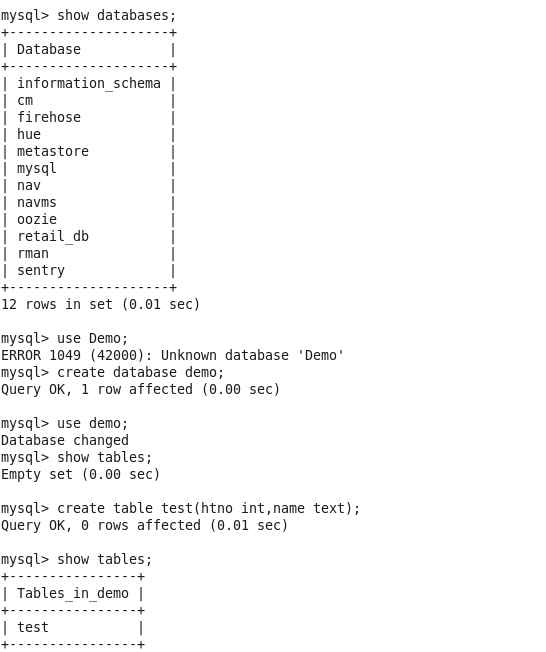 mysql> show databases;
+--------------------+
| Database           |
+--------------------+
| information_schema |
| cm                 |
| firehose           |
| hue                |
| metastore          |
| mysql              |
| nav                |
| navms              |
| oozie              |
| retail_db          |
| rman               |
| sentry             |
+--------------------+
12 rows in set (0.01 sec)

mysql> use Demo;
ERROR 1049 (42000): Unknown database 'Demo'
mysql> create database demo;
Query OK, 1 row affected (0.00 sec)

mysql> use demo;
Database changed
mysql> show tables;
Empty set (0.00 sec)

mysql> create table test(htno int,name text);
Query OK, 0 rows affected (0.01 sec)

mysql> show tables;
+----------------+
| Tables_in_demo |
+----------------+
| test           |
+----------------+